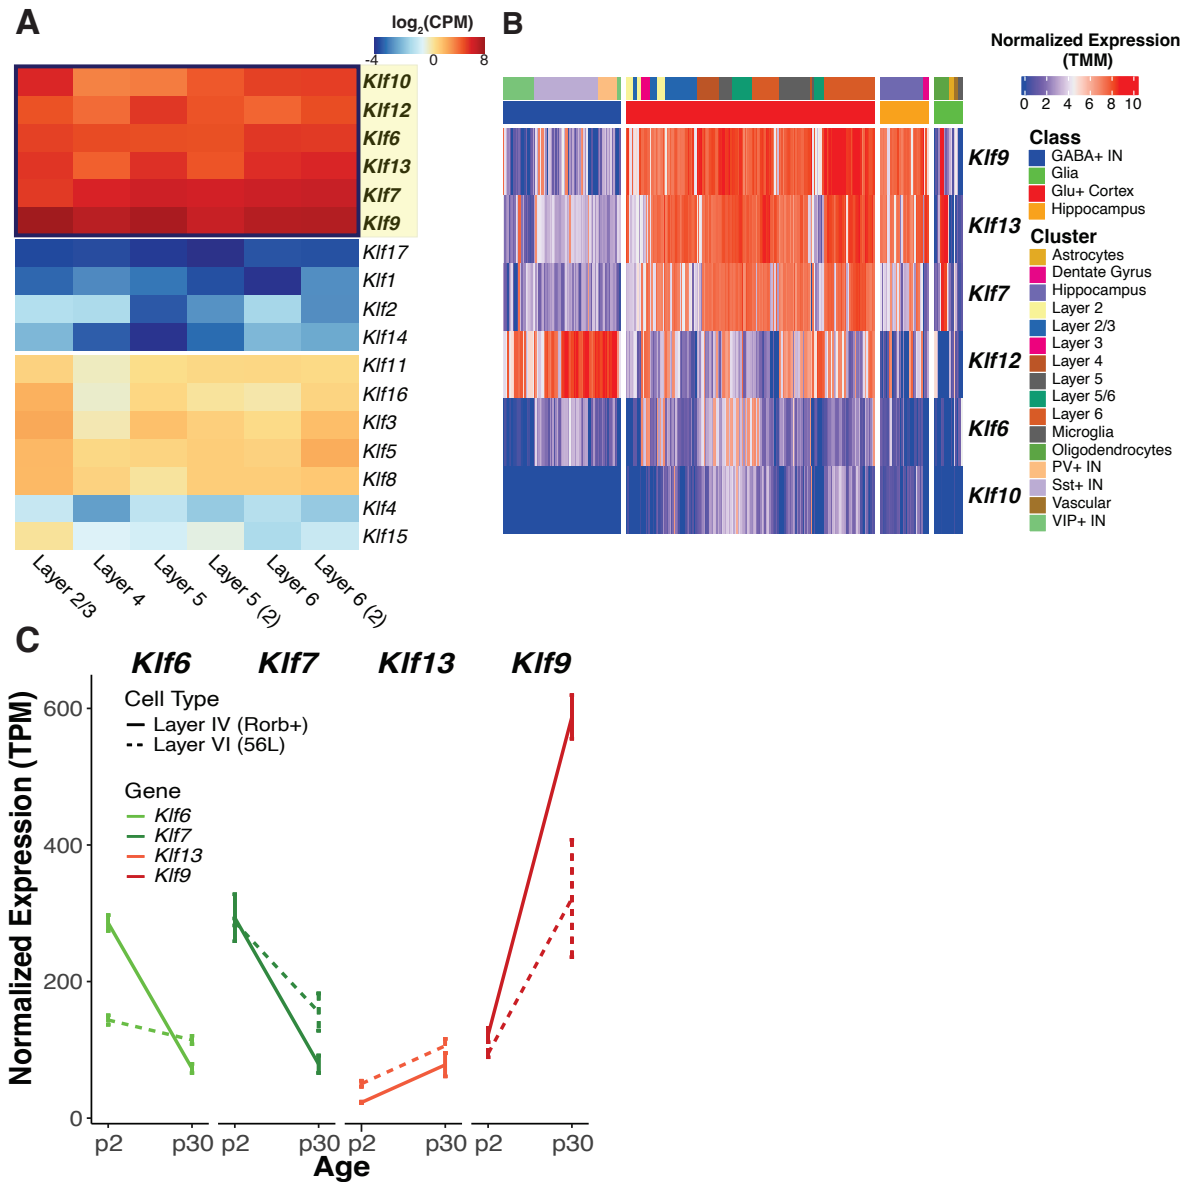 A
log2(CPM)
-4 0 8
Klf10
Klf12
Klf6
Klf13
Klf7
Klf9
Klf17
Klf1
Klf2
Klf14
Klf11
Klf16
Klf3
Klf5
Klf8
Klf4
Klf15
Layer 2/3
Layer 4
Layer 5
Layer 5 (2)
Layer 6
Layer 6 (2)
B
Normalized Expression
(TMM)
0 2 4 6 8 10
Klf9
Klf13
Klf7
Klf12
Klf6
Klf10
Class
GABA+ IN
Glia
Glu+ Cortex
Hippocampus
Cluster
Astrocytes
Dentate Gyrus
Hippocampus
Layer 2
Layer 2/3
Layer 3
Layer 4
Layer 5
Layer 5/6
Layer 6
Microglia
Oligodendrocytes
PV+ IN
Sst+ IN
Vascular
VIP+ IN
C
Klf6 Klf7 Klf13 Klf9
Normalized Expression (TPM)
600
400
200
0
Cell Type
Layer IV (Rorb+)
Layer VI (56L)
Gene
Klf6
Klf7
Klf13
Klf9
p2 p30 p2 p30 p2 p30 p2 p30
Age